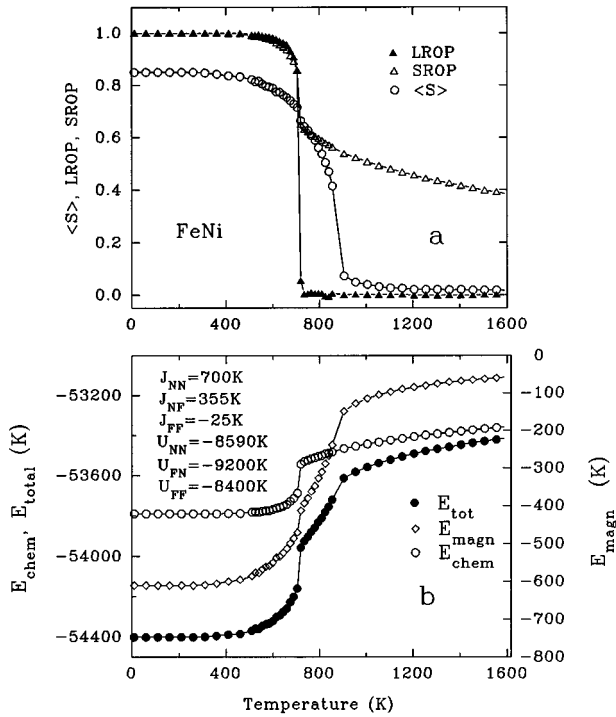 1.0
0.8
0.6
0.4
0.2
0.0
<S>, LROP, SROP
LROP
SROP
<S>
FeNi
a
0 400 800 1200 1600
J_NN=700K
J_NF=355K
J_FF=-25K
U_NN=-8590K
U_FN=-9200K
U_FF=-8400K
-53200
-53600
-54000
-54400
E_chem, E_total (K)
E_tot
E_magn
E_chem
b
0
-100
-200
-300
-400
-500
-600
-700
-800
E_magn (K)
0 400 800 1200 1600
Temperature (K)